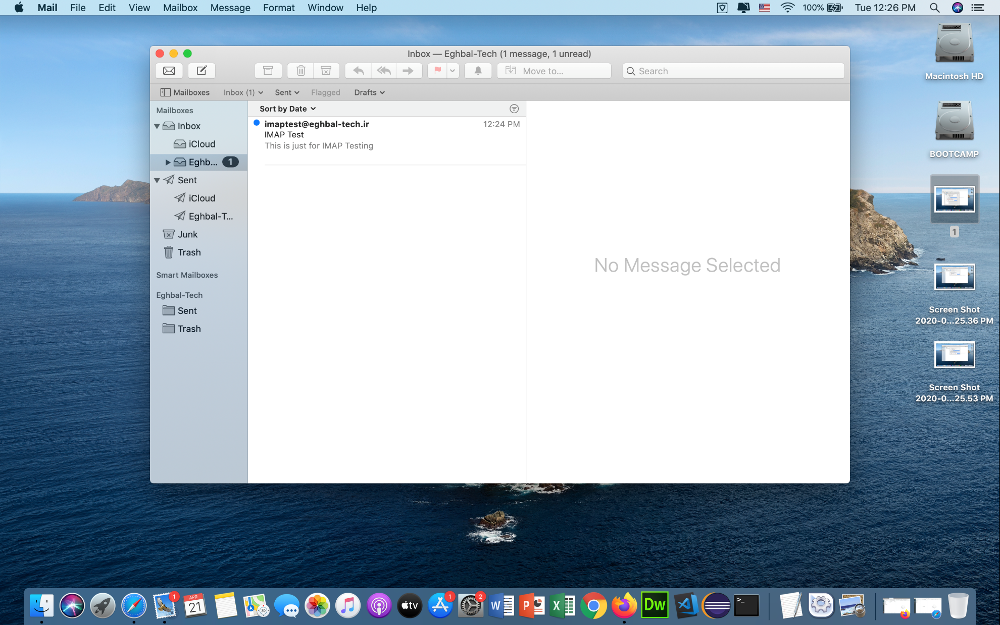 Mail File Edit View Mailbox Message Format Window Help 100% Tue 12:26 PM
Inbox — Eghbal-Tech (1 message, 1 unread)
Move to...
Search
Mailboxes Inbox (1) Sent Flagged Drafts
Mailboxes
Inbox
iCloud
Eghb... 1
Sent
iCloud
Eghbal-T...
Junk
Trash
Smart Mailboxes
Eghbal-Tech
Sent
Trash
Sort by Date
imaptest@eghbal-tech.ir 12:24 PM
IMAP Test
This is just for IMAP Testing
No Message Selected
Macintosh HD
BOOTCAMP
1
Screen Shot
2020-0...25.36 PM
Screen Shot
2020-0...25.53 PM
1
APR
21
3D
tv
1
2
W
P
X
Dw
>_